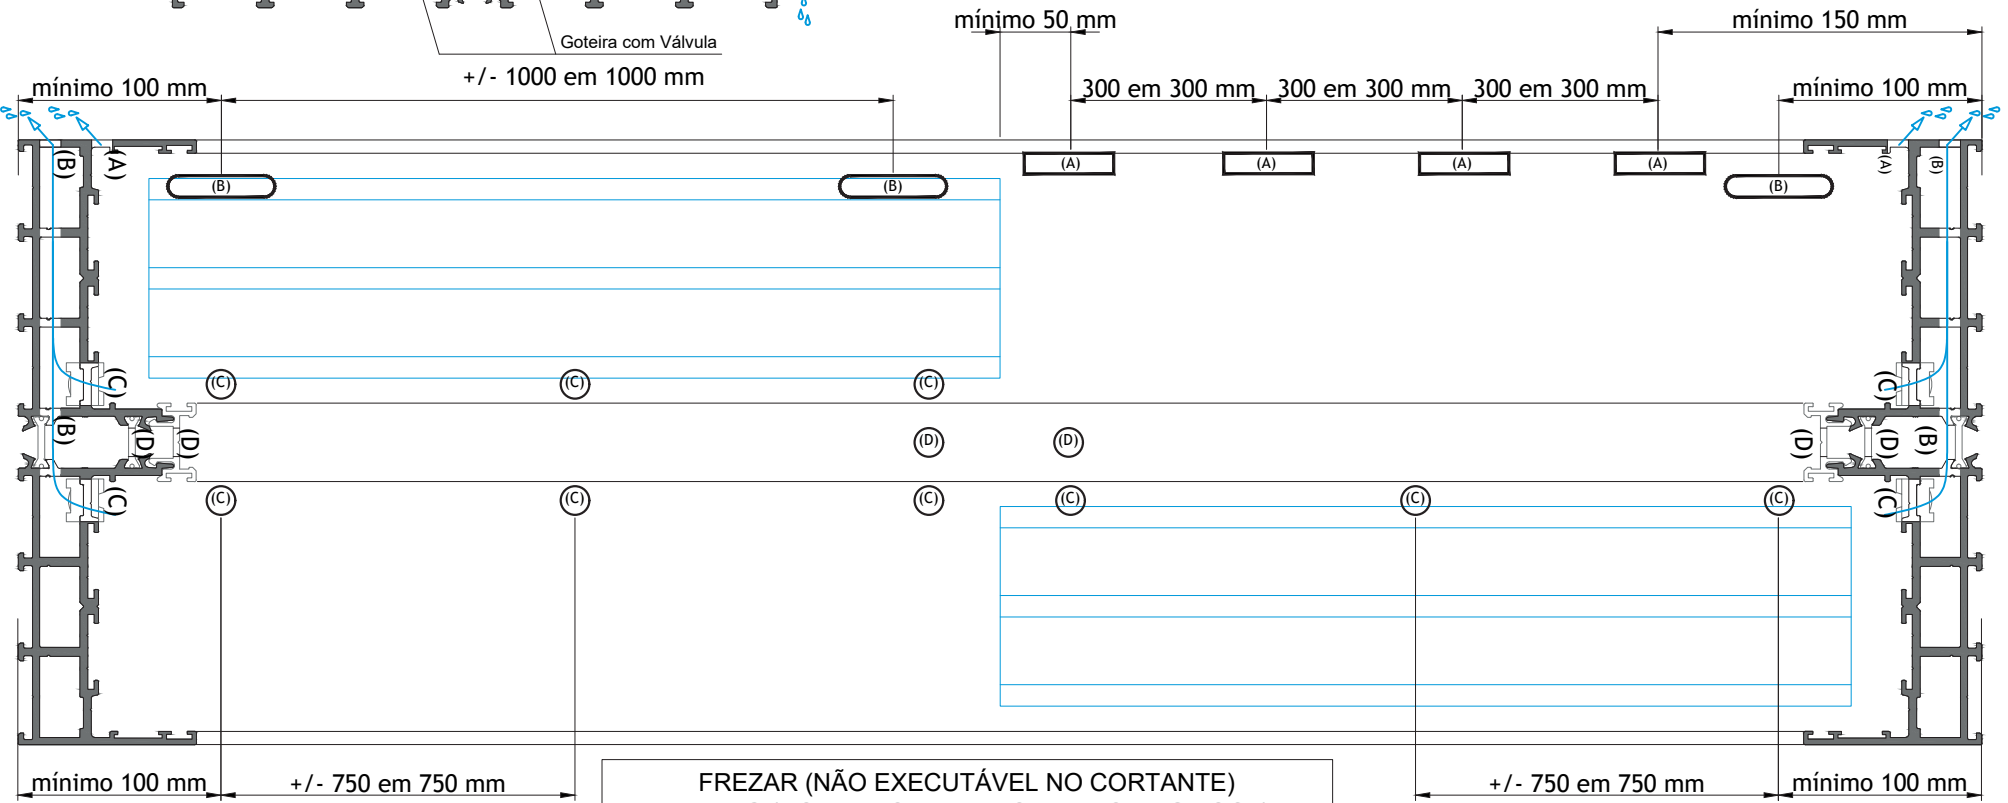 mínimo 50 mm
mínimo 150 mm
Goteira com Válvula
+/- 1000 em 1000 mm
mínimo 100 mm
300 em 300 mm
300 em 300 mm
300 em 300 mm
mínimo 100 mm
(B)
(A)
(A)
(A)
(A)
(A)
(A)
(B)
(B)
(B)
(B)
(C)
(C)
(C)
(C)
(C)
(B)
(D)
(D)
(D)
(D)
(D)
(D)
(B)
(C)
(C)
(C)
(C)
(C)
(C)
(C)
(C)
mínimo 100 mm
+/- 750 em 750 mm
FREZAR (NÃO EXECUTÁVEL NO CORTANTE)
+/- 750 em 750 mm
mínimo 100 mm